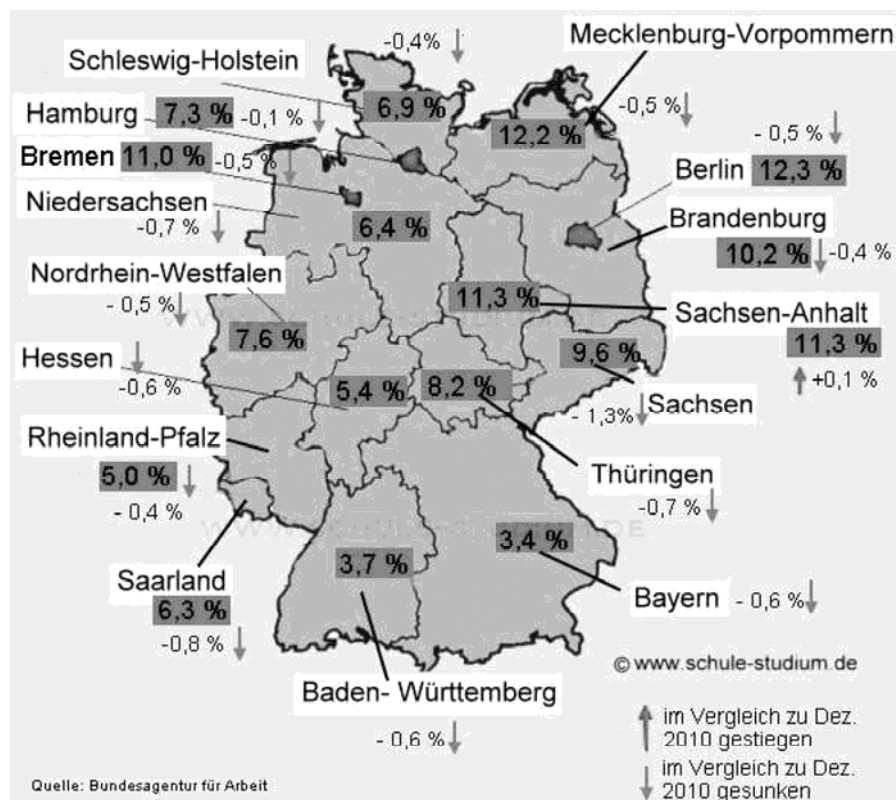 -0,4%
Mecklenburg-Vorpommern
Schleswig-Holstein
-0,5 %
Hamburg 7,3 % -0,1 %
6,9 %
12,2 %
- 0,5 %
Bremen 11,0 % -0,5 %
Berlin 12,3 %
Niedersachsen
-0,7 %
6,4 %
Brandenburg
10,2 % -0,4 %
Nordrhein-Westfalen
- 0,5 %
7,6 %
11,3 %
Sachsen-Anhalt
11,3 %
+0,1 %
Hessen
-0,6 %
5,4 %
8,2 %
9,6 %
Sachsen
- 1,3%
Rheinland-Pfalz
5,0 %
- 0,4 %
Thüringen
-0,7 %
3,4 %
3,7 %
Saarland
6,3 %
-0,8 %
Bayern - 0,6 %
© www.schule-studium.de
Baden- Württemberg
- 0,6 %
im Vergleich zu Dez.
2010 gestiegen
im Vergleich zu Dez.
2010 gesunken
Quelle: Bundesagentur für Arbeit